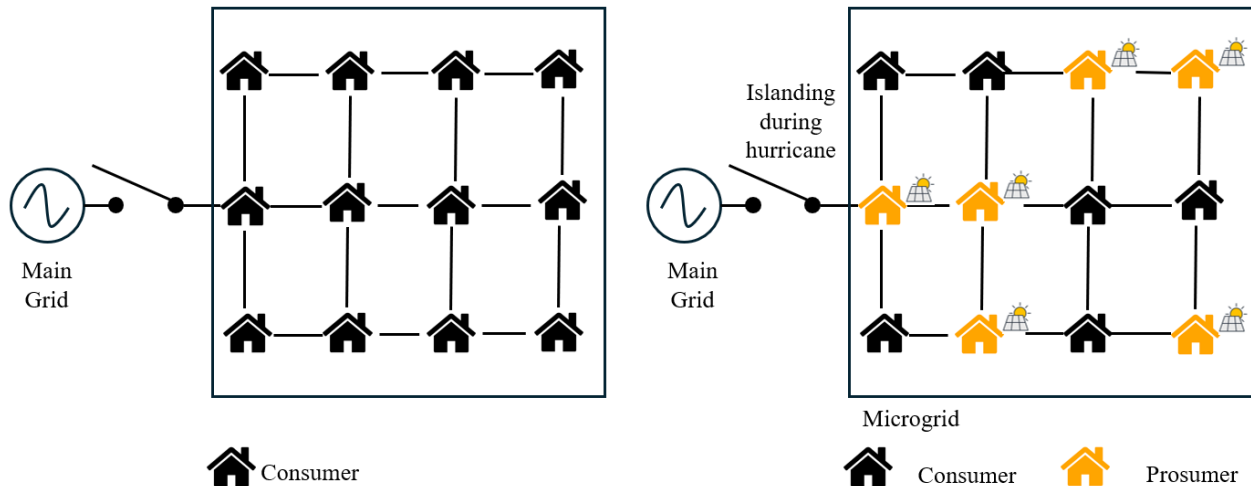 Main
Grid
Consumer
Islanding
during
hurricane
Main
Grid
Microgrid
Consumer
Prosumer